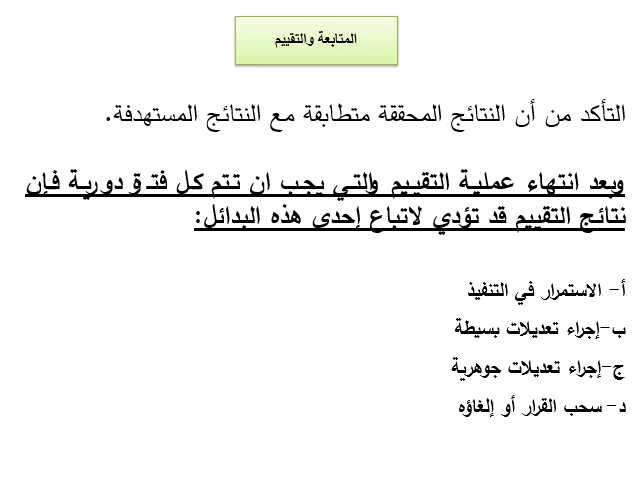 المتابعة والتقييم
التأكد من أن النتائج المحققة متطابقة مع النتائج المستهدفة.
وبعد انتهاء عملية التقييم والتي يجب ان تتم كل فترة دورية فإن
نتائج التقييم قد تؤدي لاتباع إحدى هذه البدائل:
أ- الاستمرار في التنفيذ
ب-إجراء تعديلات بسيطة
ج-إجراء تعديلات جوهرية
د- سحب القرار أو إلغاؤه